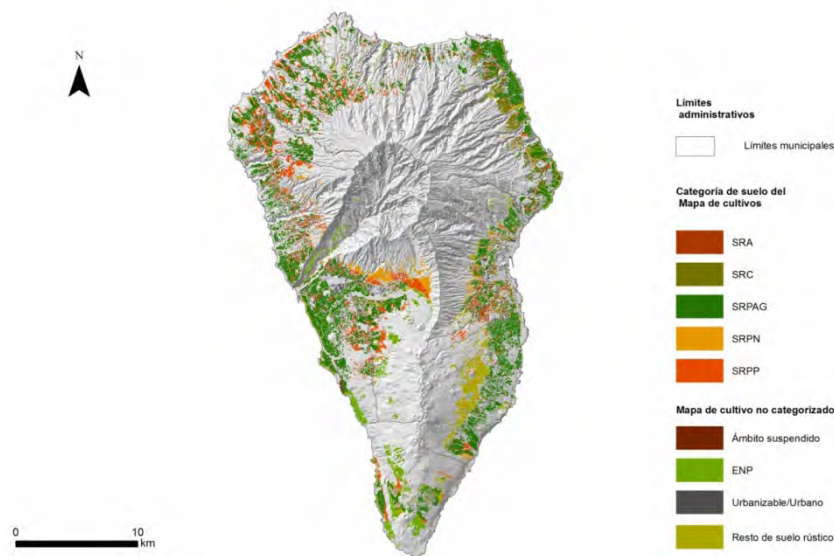 N
Límites
administrativos
Límites municipales
Categoría de suelo del
Mapa de cultivos
SRA
SRC
SRPAG
SRPN
SRPP
Mapa de cultivo no categorizado
Ámbito suspendido
ENP
Urbanizable/Urbano
Resto de suelo rústico
0 10
km